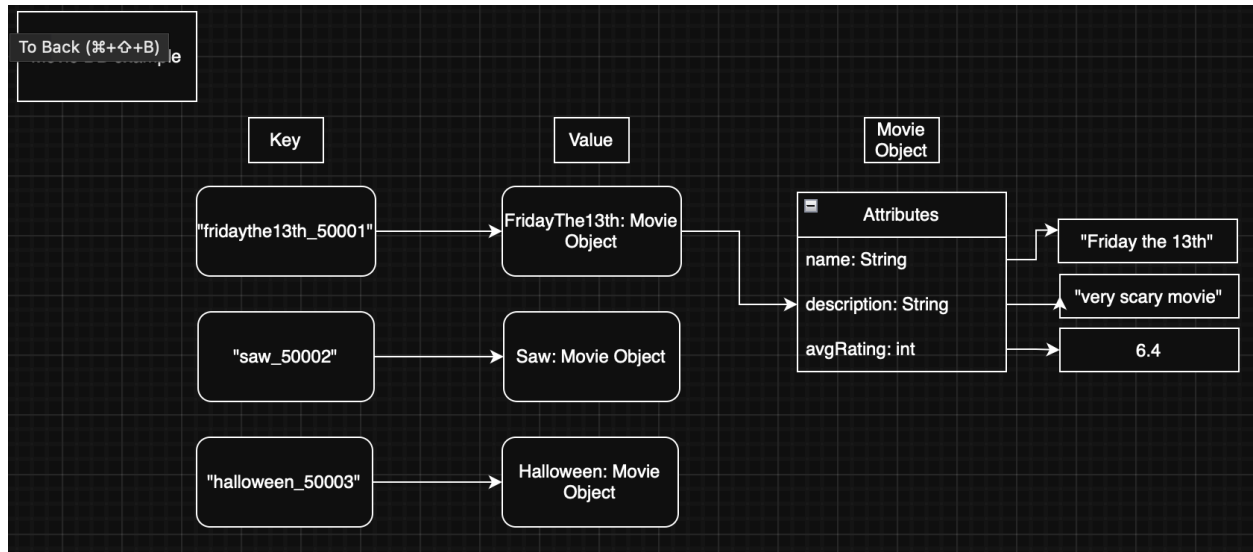 To Back (⌘+⇧+B)
Key
Value
Movie
Object
"fridaythe13th_50001"
FridayThe13th: Movie
Object
Attributes
name: String
"Friday the 13th"
description: String
"very scary movie"
avgRating: int
6.4
"saw_50002"
Saw: Movie Object
"halloween_50003"
Halloween: Movie
Object